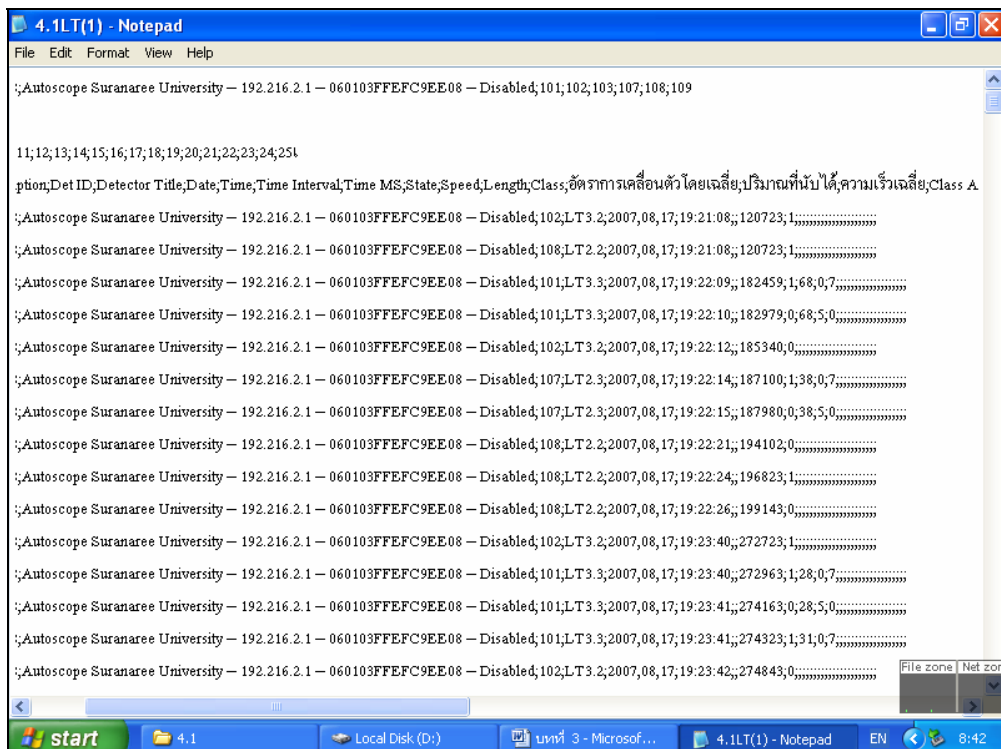 4.1LT(1) - Notepad
File Edit Format View Help
:;Autoscope Suranaree University – 192.216.2.1 – 060103FFEFC9EE08 – Disabled;101;102;103;107;108;109
11;12;13;14;15;16;17;18;19;20;21;22;23;24;25เ
ption;Det ID;Detector Title;Date;Time;Time Interval;Time MS;State;Speed;Length;Class;อัตราการเคลื่อนตัวโดยเฉลี่ย;ปริมาณที่นับได้;ความเร็วเฉลี่ย;Class A
:;Autoscope Suranaree University – 192.216.2.1 – 060103FFEFC9EE08 – Disabled;102;LT3.2;2007,08,17;19:21:08;;120723;1;;;;;;;;;;;;;;;;;;;;;;
:;Autoscope Suranaree University – 192.216.2.1 – 060103FFEFC9EE08 – Disabled;108;LT2.2;2007,08,17;19:21:08;;120723;1;;;;;;;;;;;;;;;;;;;;;;
:;Autoscope Suranaree University – 192.216.2.1 – 060103FFEFC9EE08 – Disabled;101;LT3.3;2007,08,17;19:22:09;;182459;1;68;0;7;;;;;;;;;;;;;;;;;;;
:;Autoscope Suranaree University – 192.216.2.1 – 060103FFEFC9EE08 – Disabled;101;LT3.3;2007,08,17;19:22:10;;182979;0;68;5;0;;;;;;;;;;;;;;;;;;;
:;Autoscope Suranaree University – 192.216.2.1 – 060103FFEFC9EE08 – Disabled;102;LT3.2;2007,08,17;19:22:12;;185340;0;;;;;;;;;;;;;;;;;;;;;;
:;Autoscope Suranaree University – 192.216.2.1 – 060103FFEFC9EE08 – Disabled;107;LT2.3;2007,08,17;19:22:14;;187100;1;38;0;7;;;;;;;;;;;;;;;;;;;
:;Autoscope Suranaree University – 192.216.2.1 – 060103FFEFC9EE08 – Disabled;107;LT2.3;2007,08,17;19:22:15;;187980;0;38;5;0;;;;;;;;;;;;;;;;;;;
:;Autoscope Suranaree University – 192.216.2.1 – 060103FFEFC9EE08 – Disabled;108;LT2.2;2007,08,17;19:22:21;;194102;0;;;;;;;;;;;;;;;;;;;;;;
:;Autoscope Suranaree University – 192.216.2.1 – 060103FFEFC9EE08 – Disabled;108;LT2.2;2007,08,17;19:22:24;;196823;1;;;;;;;;;;;;;;;;;;;;;;
:;Autoscope Suranaree University – 192.216.2.1 – 060103FFEFC9EE08 – Disabled;108;LT2.2;2007,08,17;19:22:26;;199143;0;;;;;;;;;;;;;;;;;;;;;;
:;Autoscope Suranaree University – 192.216.2.1 – 060103FFEFC9EE08 – Disabled;102;LT3.2;2007,08,17;19:23:40;;272723;1;;;;;;;;;;;;;;;;;;;;;;
:;Autoscope Suranaree University – 192.216.2.1 – 060103FFEFC9EE08 – Disabled;101;LT3.3;2007,08,17;19:23:40;;272963;1;28;0;7;;;;;;;;;;;;;;;;;;;
:;Autoscope Suranaree University – 192.216.2.1 – 060103FFEFC9EE08 – Disabled;101;LT3.3;2007,08,17;19:23:41;;274163;0;28;5;0;;;;;;;;;;;;;;;;;;;
:;Autoscope Suranaree University – 192.216.2.1 – 060103FFEFC9EE08 – Disabled;101;LT3.3;2007,08,17;19:23:41;;274323;1;31;0;7;;;;;;;;;;;;;;;;;;;
:;Autoscope Suranaree University – 192.216.2.1 – 060103FFEFC9EE08 – Disabled;102;LT3.2;2007,08,17;19:23:42;;274843;0;;;;;;;;;;;;;;;;;;;;;;
File zone Net zon
start 4.1 Local Disk (D:) บทที่ 3 - Microsof... 4.1LT(1) - Notepad EN 8:42